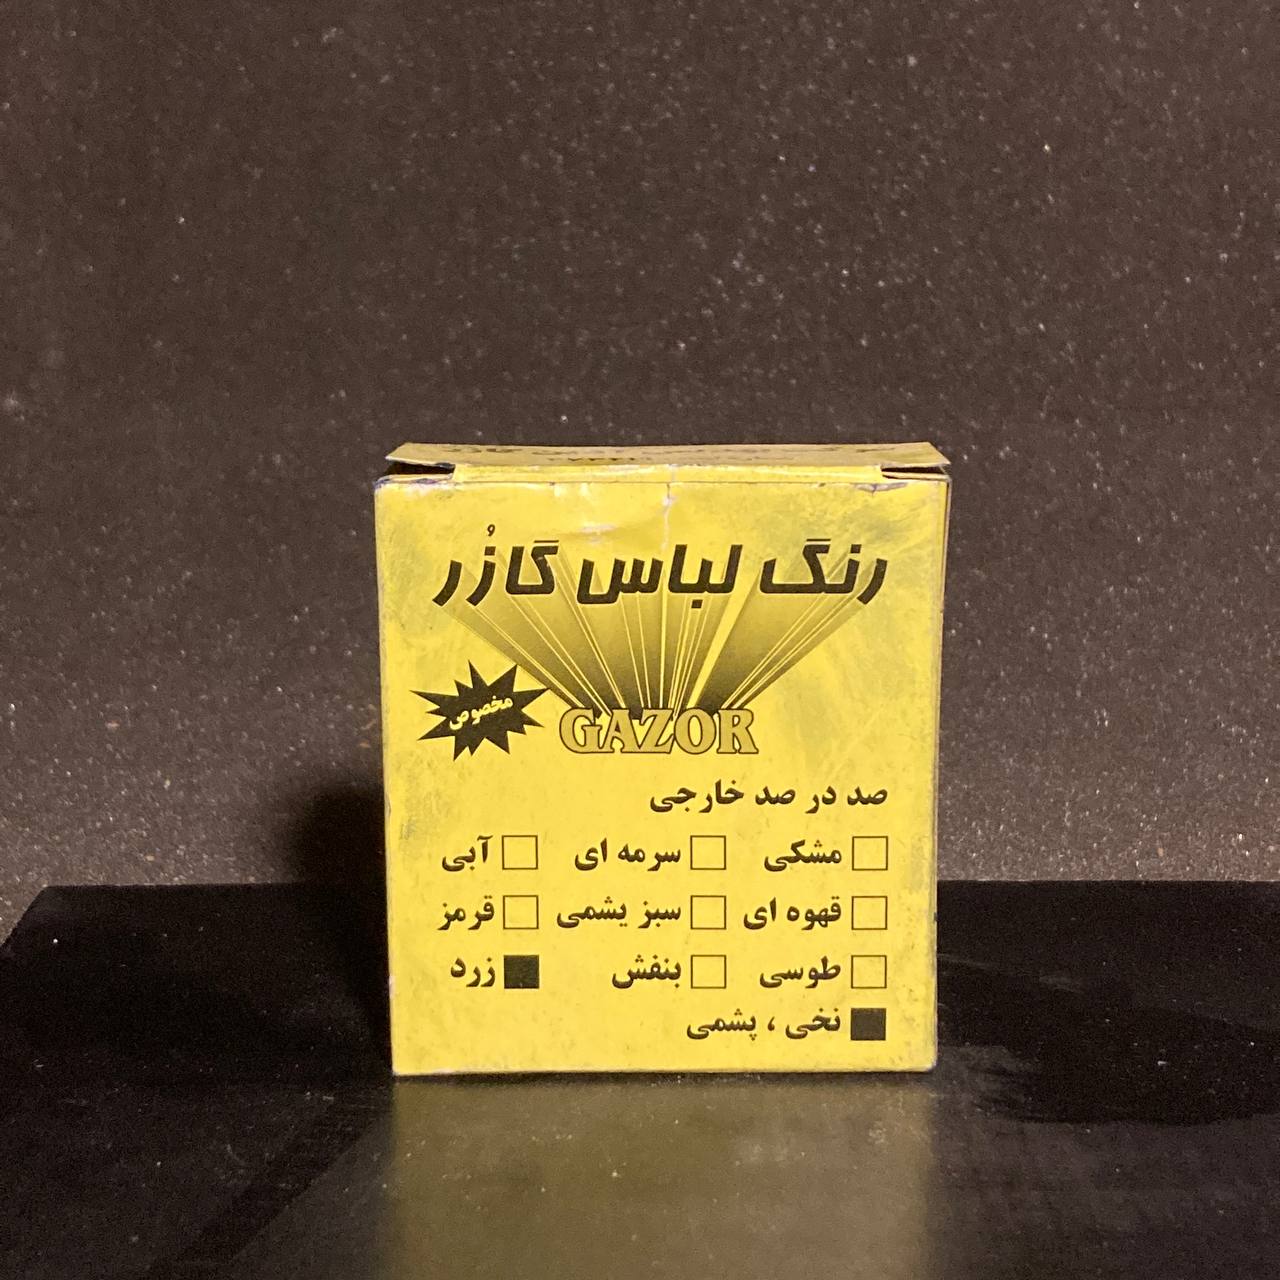 رنگ لباس گازُر
مخصوص
GAZOR
صد در صد خارجی
مشکی سرمه ای آبی
قهوه ای سبز یشمی قرمز
طوسی بنفش زرد
نخی ، پشمی